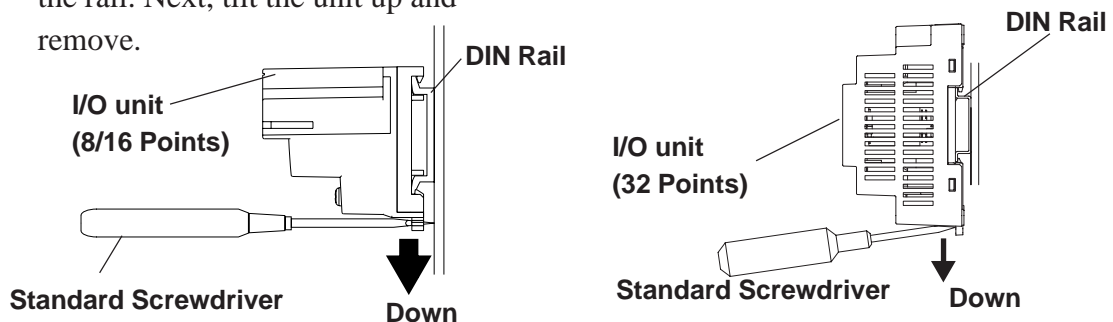 the rail. Next, tilt the unit up and
remove.
DIN Rail
I/O unit
(8/16 Points)
Standard Screwdriver
Down
DIN Rail
I/O unit
(32 Points)
Standard Screwdriver
Down